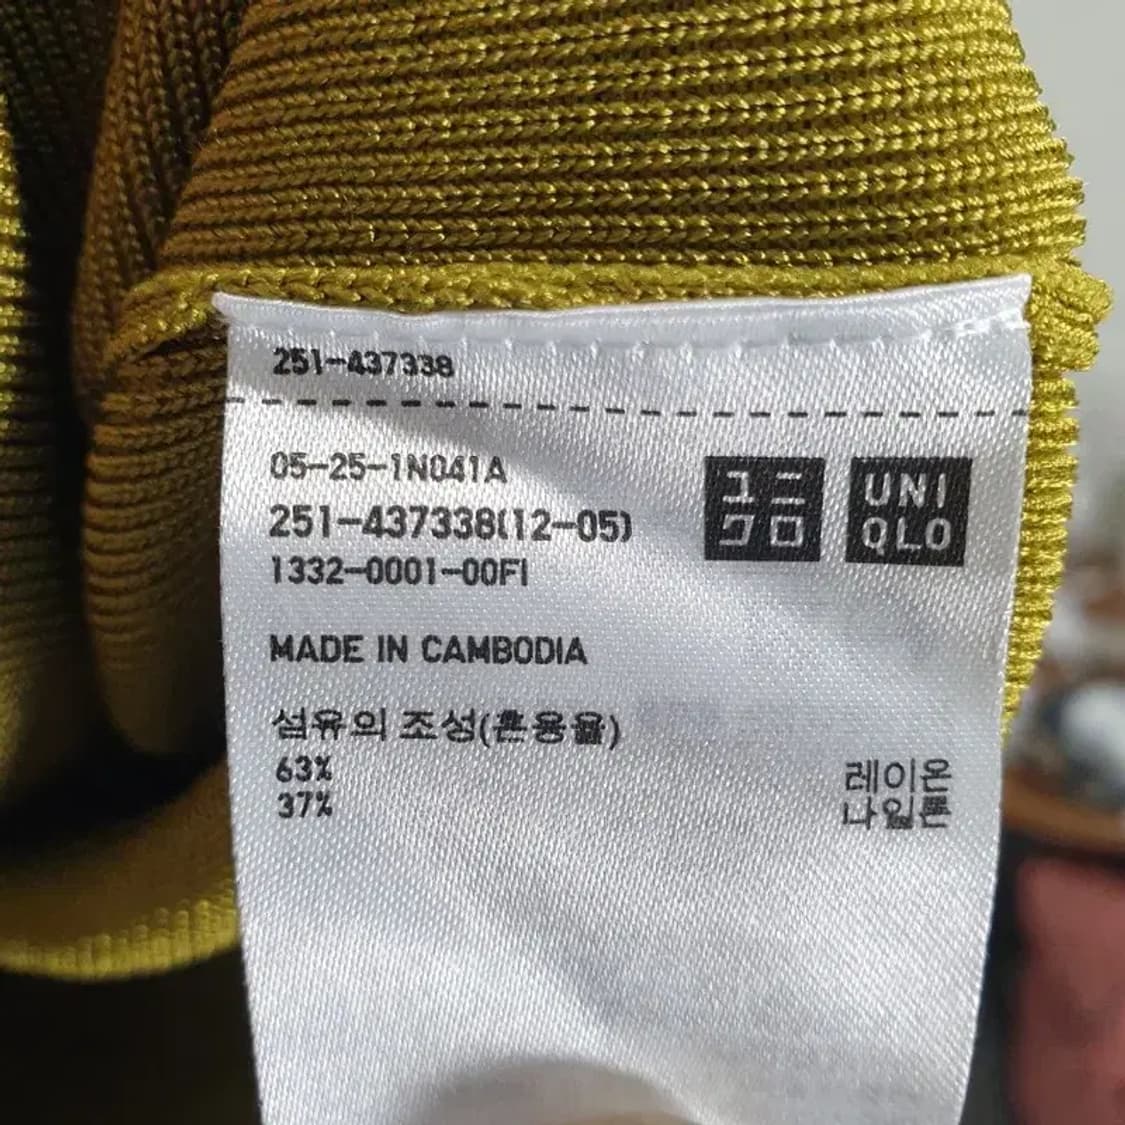 251-437338
05-25-1N041A
251-437338(12-05)
1332-0001-00FI
ユニ
クロ
UNI
QLO
MADE IN CAMBODIA
섬유의 조성(혼용율)
63% 레이온
37% 나일론